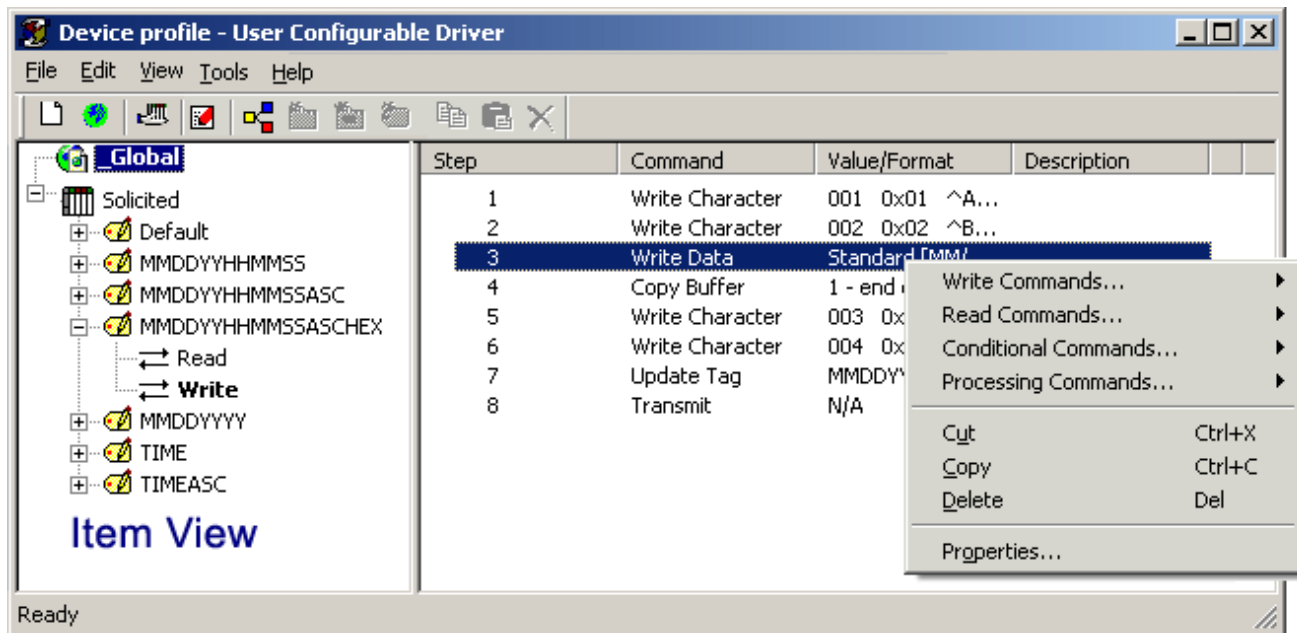 Device profile - User Configurable Driver
File Edit View Tools Help
_Global
Solicited
Default
MMDDYYHHMMSS
MMDDYYHHMMSSASC
MMDDYYHHMMSSASCHEX
Read
Write
MMDDYYYY
TIME
TIMEASC
Item View
Step Command Value/Format Description
1 Write Character 001 0x01 ^A...
2 Write Character 002 0x02 ^B...
3 Write Data Standard [MM/
4 Copy Buffer 1 - end
5 Write Character 003 0x
6 Write Character 004 0x
7 Update Tag MMDDY
8 Transmit N/A
Write Commands...
Read Commands...
Conditional Commands...
Processing Commands...
Cut Ctrl+X
Copy Ctrl+C
Delete Del
Properties...
Ready